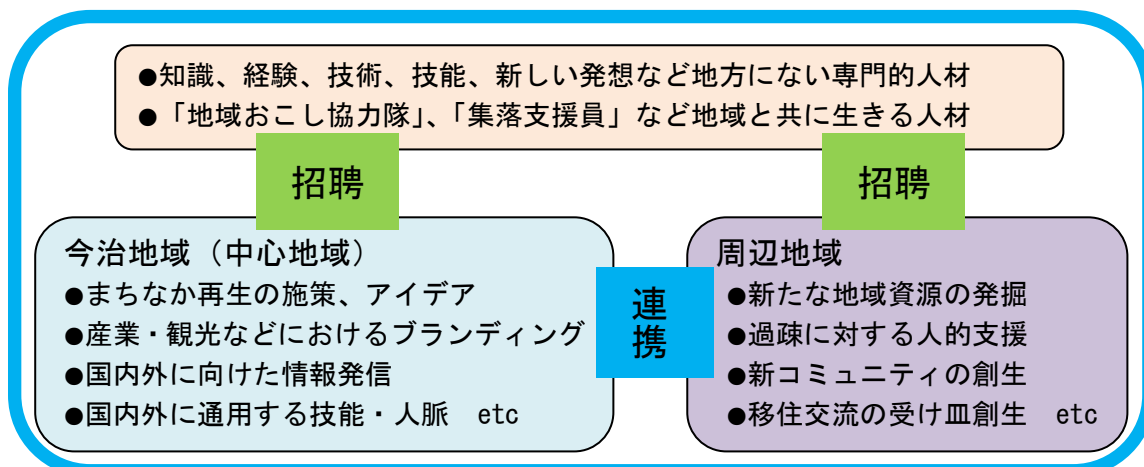 ●知識、経験、技術、技能、新しい発想など地方にない専門的人材
●「地域おこし協力隊」、「集落支援員」など地域と共に生きる人材
招聘
招聘
今治地域（中心地域）
●まちなか再生の施策、アイデア
●産業・観光などにおけるブランディング
●国内外に向けた情報発信
●国内外に通用する技能・人脈　etc
連携
周辺地域
●新たな地域資源の発掘
●過疎に対する人的支援
●新コミュニティの創生
●移住交流の受け皿創生　etc